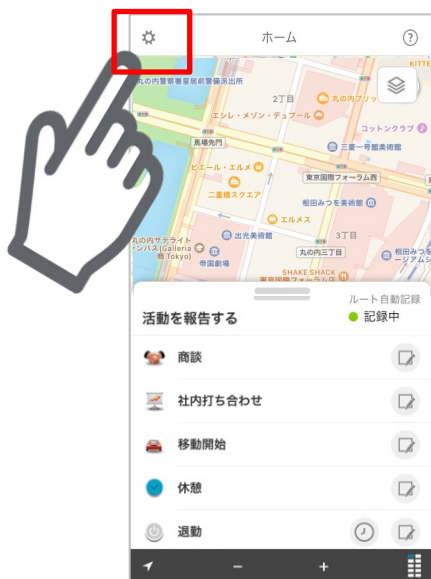 ホーム
?
KITTE
丸の内警察署皇居前警備派出所
2丁目
丸の内ブリッ
エシレ・メゾン・デュブール
コットンクラブ
馬場先門
三菱一号館美術館
ピエール・エルメ
東京国際フォーラム西
二重橋スクエア
相田みつを美術館
エルメス
丸の内サテライト
出光美術館
3丁目
ンパス(Galleria
商.Tokyo)
帝国劇場
丸の内三丁目
相田みつを
ージアムシ
SHAKE SHACK
東京国際フォーラム店
ルート自動記録
活動を報告する
記録中
商談
社内打ち合わせ
移動開始
休憩
退勤
− +